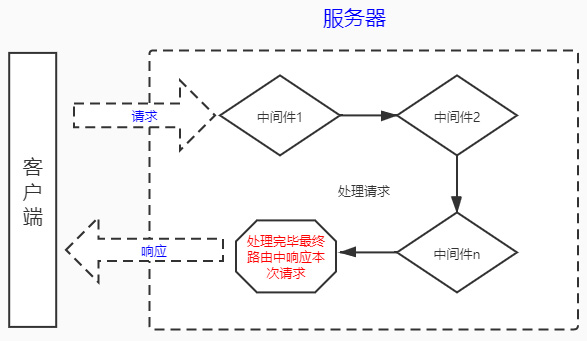 服务器
请求
中间件1
中间件2
客
户
端
处理请求
响应
处理完毕最终
路由中响应本
次请求
中间件n